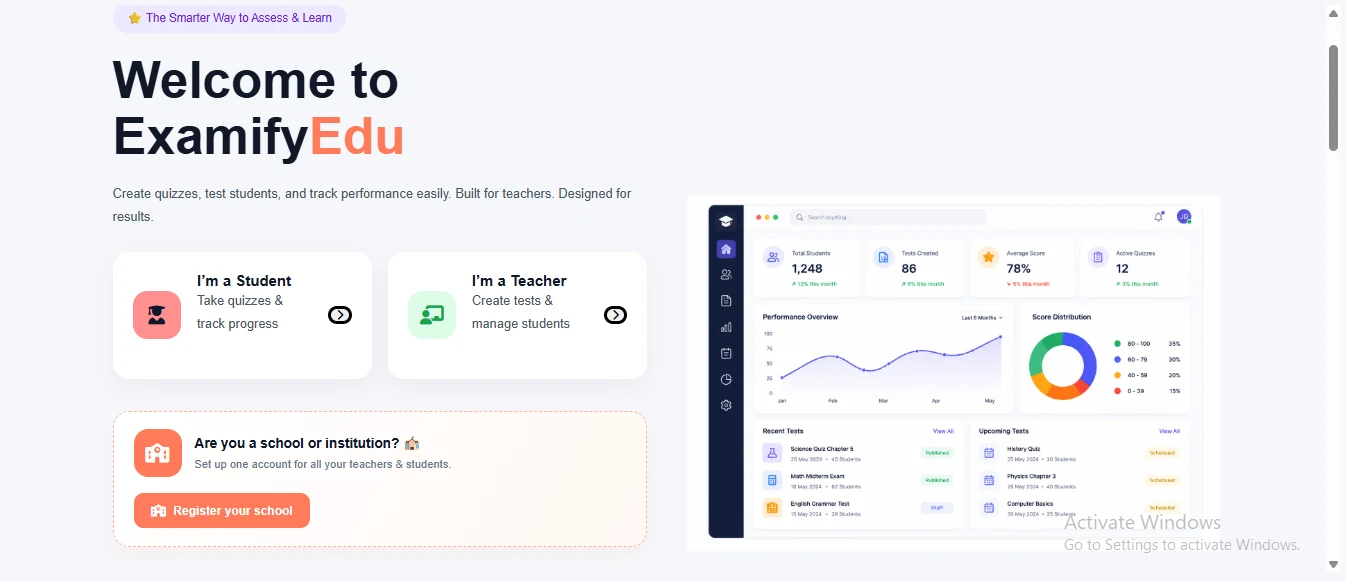 ⭐ The Smarter Way to Assess & Learn
Welcome to
ExamifyEdu
Create quizzes, test students, and track performance easily. Built for teachers. Designed for
results.
I'm a Student
Take quizzes &
track progress
I'm a Teacher
Create tests &
manage students
Are you a school or institution? 🏫
Set up one account for all your teachers & students.
Register your school
Search anything...
JD
Total Students
1,248
↗ 12% this month
Tests Created
86
↗ 8% this month
Average Score
78%
↘ 5% this month
Active Quizzes
12
↗ 3% this month
Performance Overview
Last 6 Months
100
75
50
25
0
Jan Feb Mar Apr May
Score Distribution
80 - 100 35%
60 - 79 30%
40 - 59 20%
0 - 39 15%
Recent Tests View All
Science Quiz Chapter 5
20 May 2024 • 45 Students
Published
Math Midterm Exam
18 May 2024 • 62 Students
Published
English Grammar Test
15 May 2024 • 38 Students
Draft
Upcoming Tests View All
History Quiz
25 May 2024 • 30 Students
Scheduled
Physics Chapter 3
28 May 2024 • 40 Students
Scheduled
Computer Basics
30 May 2024 • 25 Students
Scheduled
Activate Windows
Go to Settings to activate Windows.